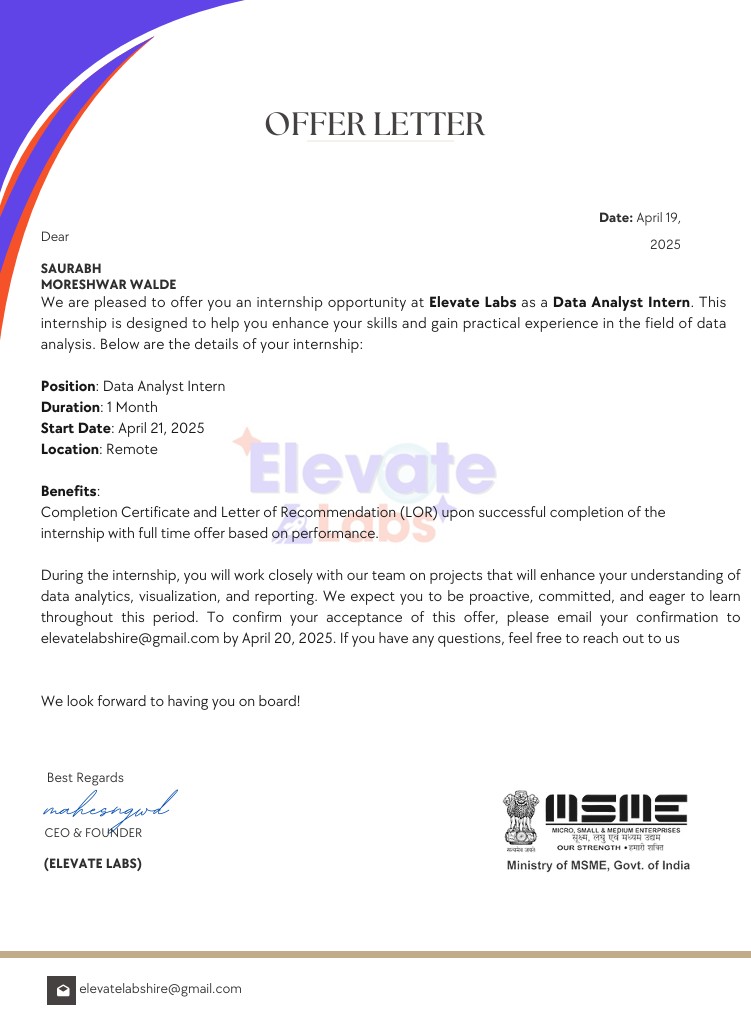 OFFER LETTER
Date: April 19,
2025
Dear
SAURABH
MORESHWAR WALDE
We are pleased to offer you an internship opportunity at Elevate Labs as a Data Analyst Intern. This
internship is designed to help you enhance your skills and gain practical experience in the field of data
analysis. Below are the details of your internship:
Position: Data Analyst Intern
Duration: 1 Month
Start Date: April 21, 2025
Location: Remote
Elevate
Labs
Benefits:
Completion Certificate and Letter of Recommendation (LOR) upon successful completion of the
internship with full time offer based on performance.
During the internship, you will work closely with our team on projects that will enhance your understanding of
data analytics, visualization, and reporting. We expect you to be proactive, committed, and eager to learn
throughout this period. To confirm your acceptance of this offer, please email your confirmation to
elevatelabshire@gmail.com by April 20, 2025. If you have any questions, feel free to reach out to us
We look forward to having you on board!
Best Regards
CEO & FOUNDER
(ELEVATE LABS)
सत्यमेव जयते
MSME
MICRO, SMALL & MEDIUM ENTERPRISES
सूक्ष्म, लघु एवं मध्यम उद्यम
OUR STRENGTH • हमारी शक्ति
Ministry of MSME, Govt. of India
elevatelabshire@gmail.com